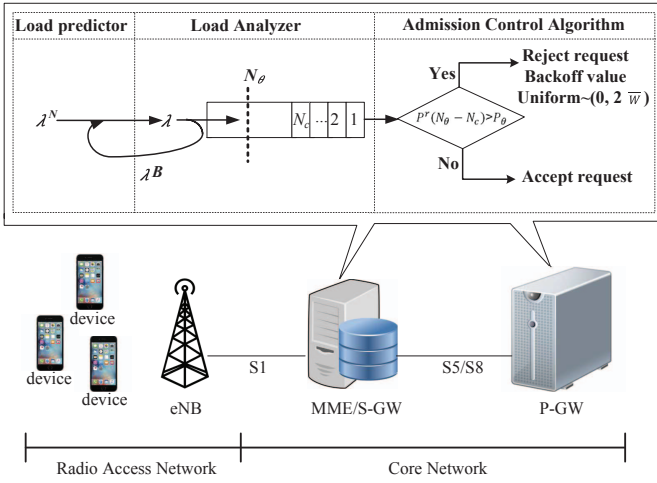 Load predictor
Load Analyzer
Admission Control Algorithm
N_θ
Reject request
Backoff value
Uniform~(0, 2 W̅ )
Yes
λ^N
λ
N_c ... 2 1
P^r(N_θ − N_c)>P_θ
λ^B
No
Accept request
device
device
device
eNB
S1
MME/S-GW
S5/S8
P-GW
Radio Access Network
Core Network